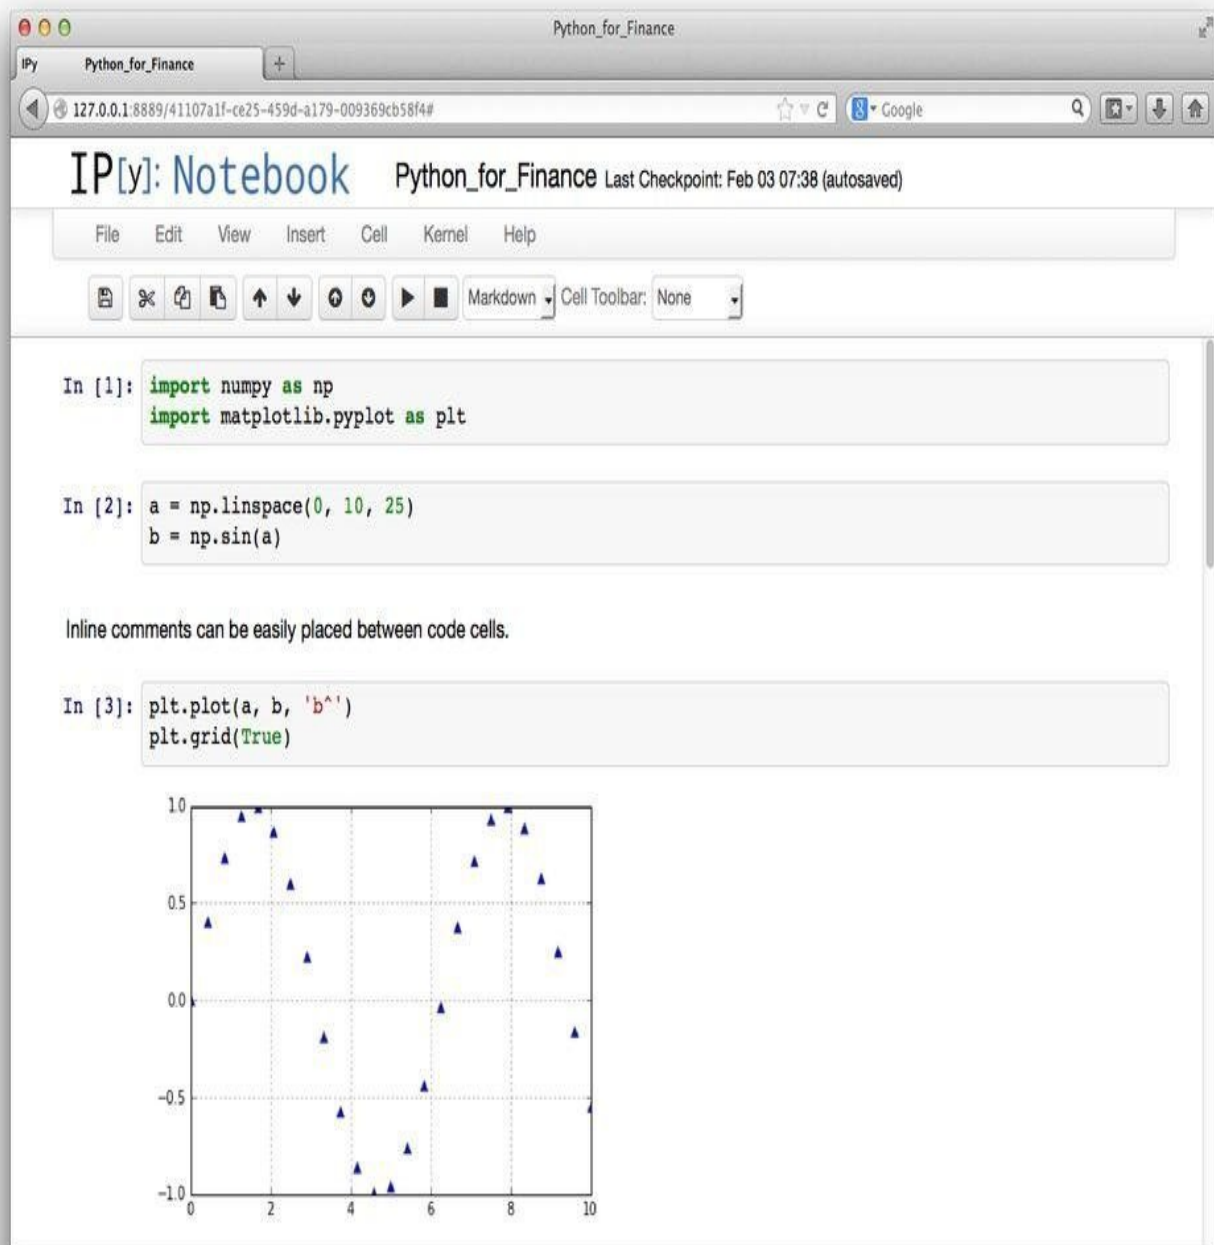 Python_for_Finance
IPy Python_for_Finance
127.0.0.1:8889/41107a1f-ce25-459d-a179-009369cb58f4# Google
IP[y]: Notebook Python_for_Finance Last Checkpoint: Feb 03 07:38 (autosaved)
File Edit View Insert Cell Kernel Help
Markdown Cell Toolbar: None
In [1]: import numpy as np
import matplotlib.pyplot as plt
In [2]: a = np.linspace(0, 10, 25)
b = np.sin(a)
Inline comments can be easily placed between code cells.
In [3]: plt.plot(a, b, 'b^')
plt.grid(True)
1.0
0.5
0.0
−0.5
−1.0
0 2 4 6 8 10